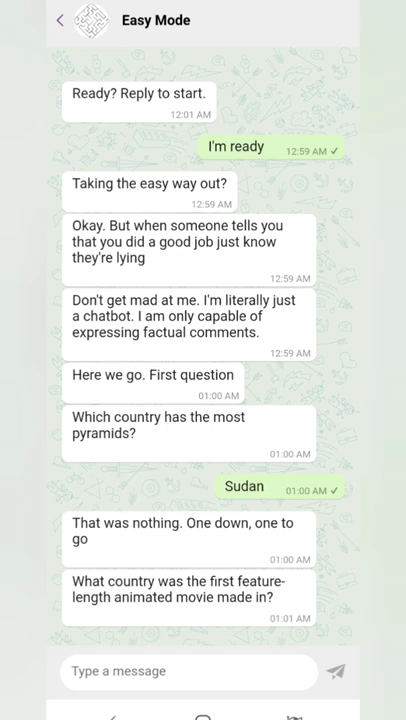 Easy Mode
Ready? Reply to start.
12:01 AM
I'm ready
12:59 AM
Taking the easy way out?
12:59 AM
Okay. But when someone tells you
that you did a good job just know
they're lying
12:59 AM
Don't get mad at me. I'm literally just
a chatbot. I am only capable of
expressing factual comments.
12:59 AM
Here we go. First question
01:00 AM
Which country has the most
pyramids?
01:00 AM
Sudan
01:00 AM
That was nothing. One down, one to
go
01:00 AM
What country was the first feature-
length animated movie made in?
01:01 AM
Type a message